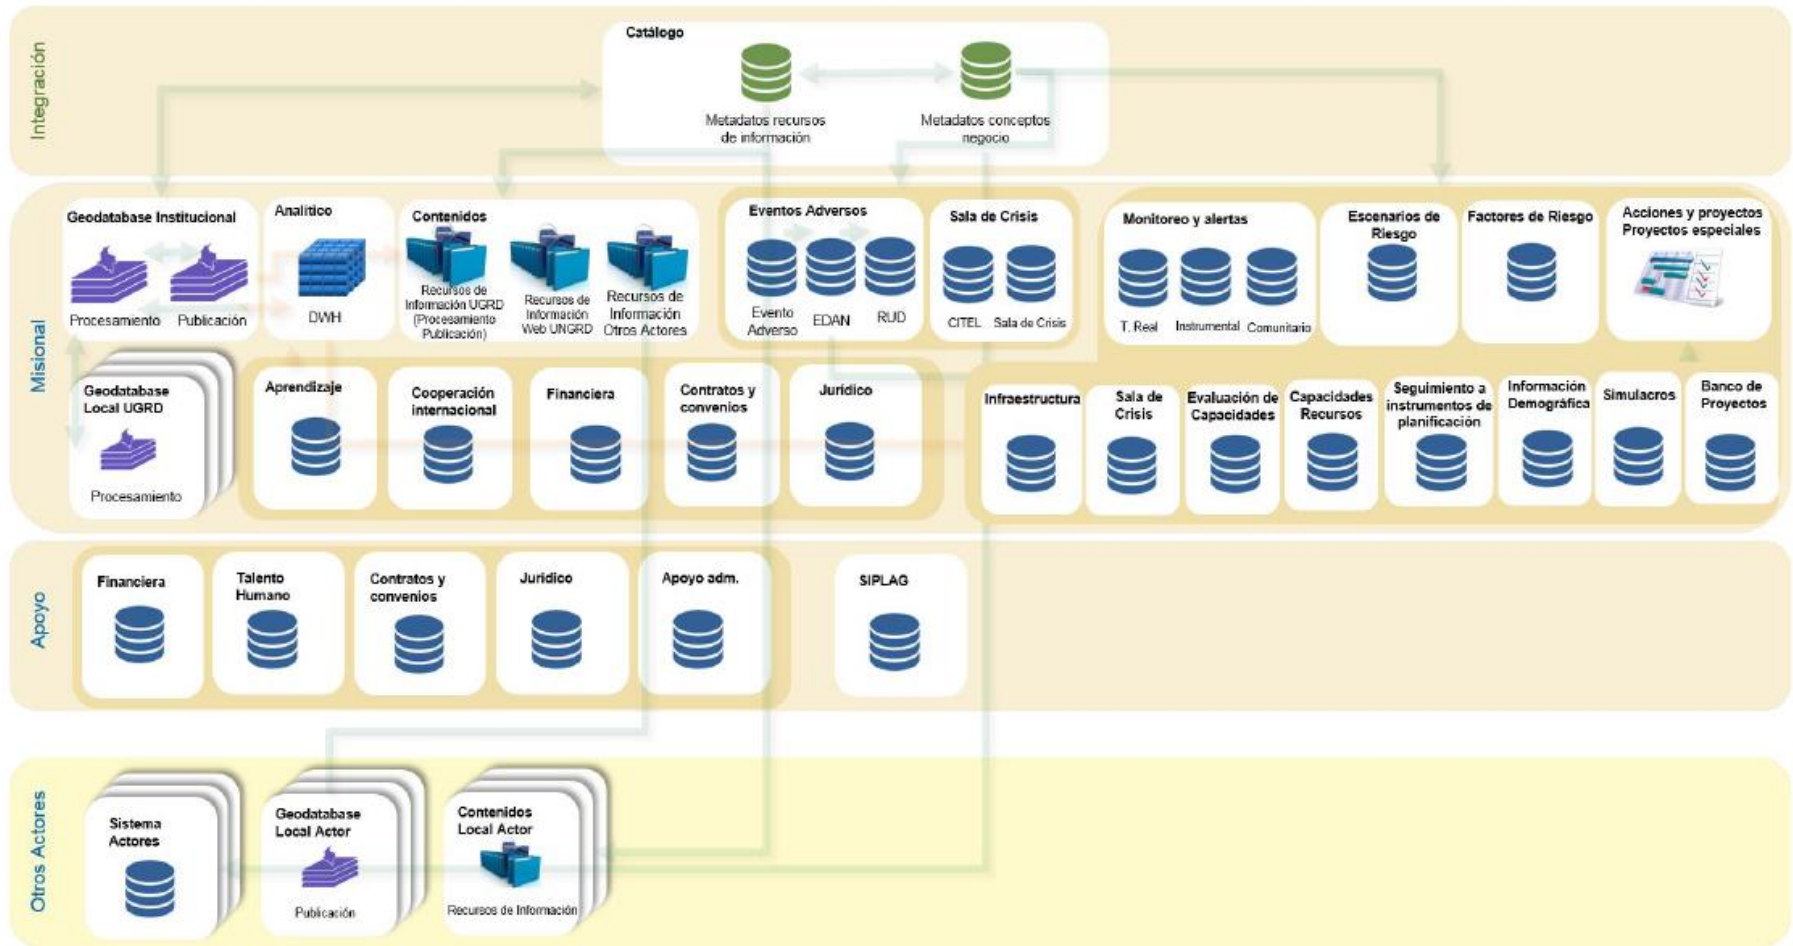 Integración
Catálogo
Metadatos recursos
de información
Metadatos conceptos
negocio
Misional
Geodatabase Institucional
Procesamiento
Publicación
Analítico
DWH
Contenidos
Recursos de
Información UGRD
(Procesamiento
Publicación)
Recursos de
Información
Web UNGRD
Recursos de
Información
Otros Actores
Eventos Adversos
Evento
Adverso
EDAN
RUD
Sala de Crisis
CITEL
Sala de Crisis
Monitoreo y alertas
T. Real
Instrumental
Comunitario
Escenarios de
Riesgo
Factores de Riesgo
Acciones y proyectos
Proyectos especiales
Geodatabase
Local UGRD
Procesamiento
Aprendizaje
Cooperación
internacional
Financiera
Contratos y
convenios
Jurídico
Infraestructura
Sala de
Crisis
Evaluación de
Capacidades
Capacidades
Recursos
Seguimiento a
instrumentos de
planificación
Información
Demográfica
Simulacros
Banco de
Proyectos
Apoyo
Financiera
Talento
Humano
Contratos y
convenios
Jurídico
Apoyo adm.
SIPLAG
Otros Actores
Sistema
Actores
Geodatabase
Local Actor
Publicación
Contenidos
Local Actor
Recursos de Información